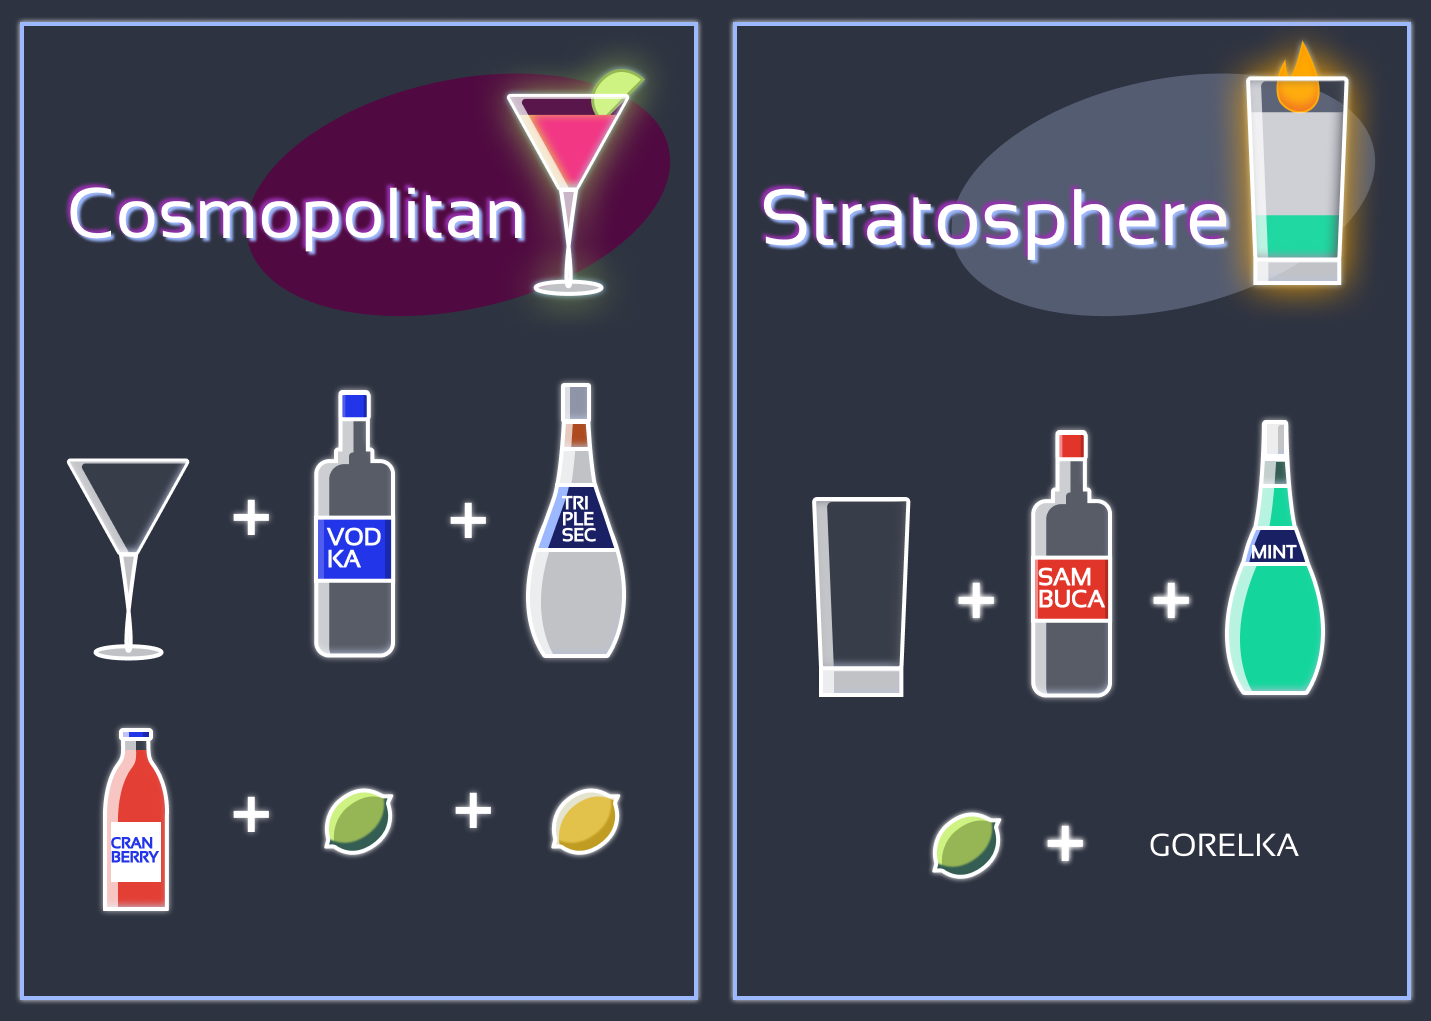 Cosmopolitan
VOD
KA
TRI
PLE
SEC
CRAN
BERRY
Stratosphere
SAM
BUCA
MINT
GORELKA